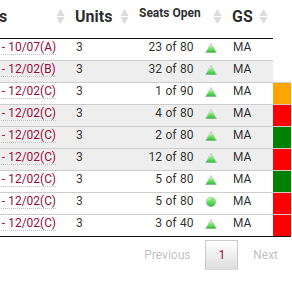 s Units Seats Open GS
- 10/07(A) 3 23 of 80 MA
- 12/02(B) 3 32 of 80 MA
- 12/02(C) 3 1 of 90 MA
- 12/02(C) 3 4 of 80 MA
- 12/02(C) 3 2 of 80 MA
- 12/02(C) 3 12 of 80 MA
- 12/02(C) 3 5 of 80 MA
- 12/02(C) 3 5 of 80 MA
- 12/02(C) 3 3 of 40 MA
Previous 1 Next